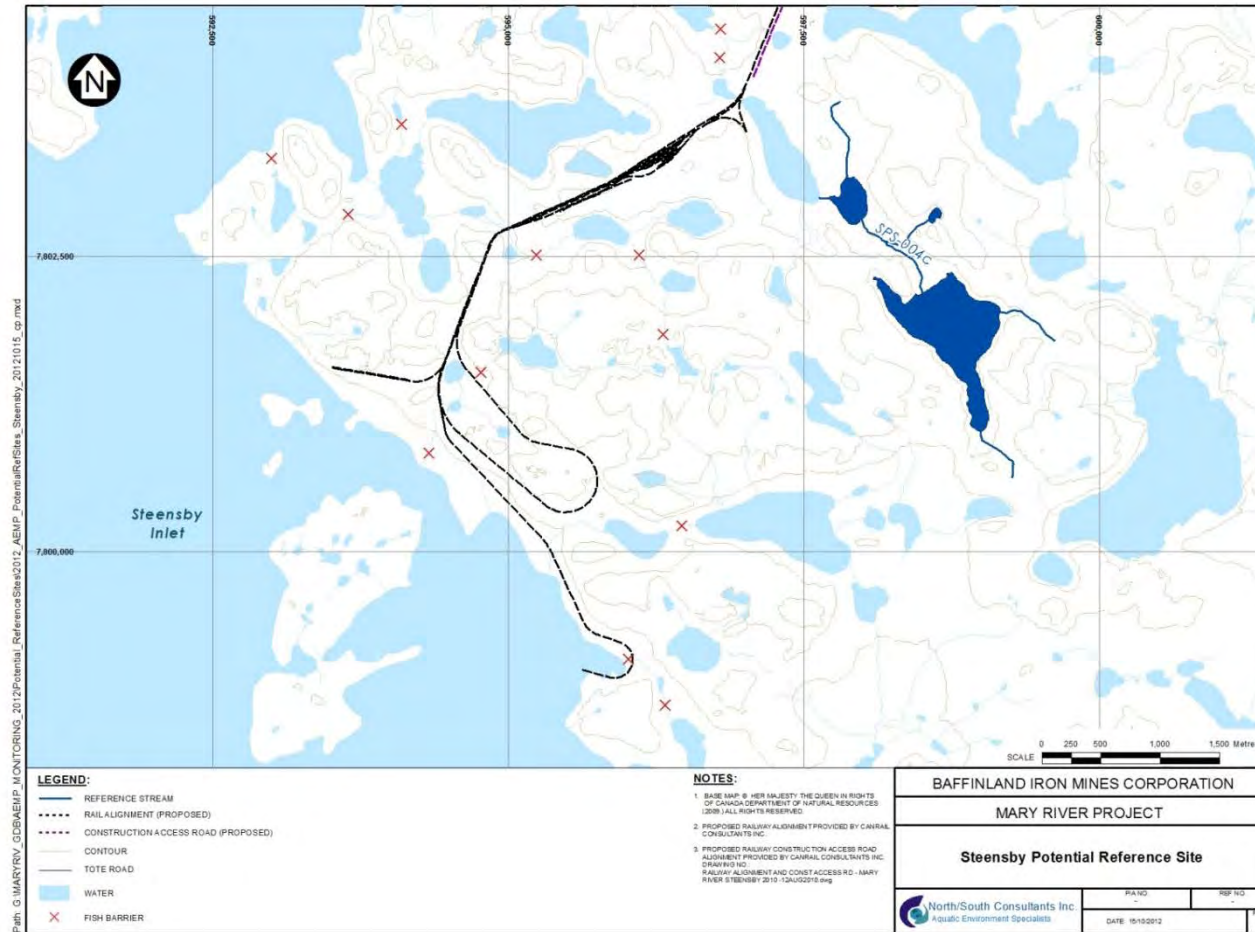 592,500
595,000
597,500
600,000
N
SPS-004c
7,802,500
Steensby
Inlet
7,800,000
SCALE 0 250 500 1,000 1,500 Metre
LEGEND:
REFERENCE STREAM
RAIL ALIGNMENT (PROPOSED)
CONSTRUCTION ACCESS ROAD (PROPOSED)
CONTOUR
TOTE ROAD
WATER
FISH BARRIER
NOTES:
1. BASE MAP: © HER MAJESTY THE QUEEN IN RIGHTS
OF CANADA DEPARTMENT OF NATURAL RESOURCES
(2009.) ALL RIGHTS RESERVED.
2. PROPOSED RAILWAY ALIGNMENT PROVIDED BY CANRAIL
CONSULTANTS INC.
3. PROPOSED RAILWAY CONSTRUCTION ACCESS ROAD
ALIGNMENT PROVIDED BY CANRAIL CONSULTANTS INC.
DRAWING NO.
RAILWAY ALIGNMENT AND CONST ACCESS RD - MARY
RIVER STEENSBY 2010 -12AUG2010.dwg
BAFFINLAND IRON MINES CORPORATION
MARY RIVER PROJECT
Steensby Potential Reference Site
North/South Consultants Inc.
Aquatic Environment Specialists
P/A NO.
-
REF NO.
-
DATE: 15/10/2012
Path: G:\MARYRIV_GDB\AEMP_MONITORING_2012\Potential_ReferenceSites\2012_AEMP_PotentialRefSites_Steensby_20121015_cp.mxd